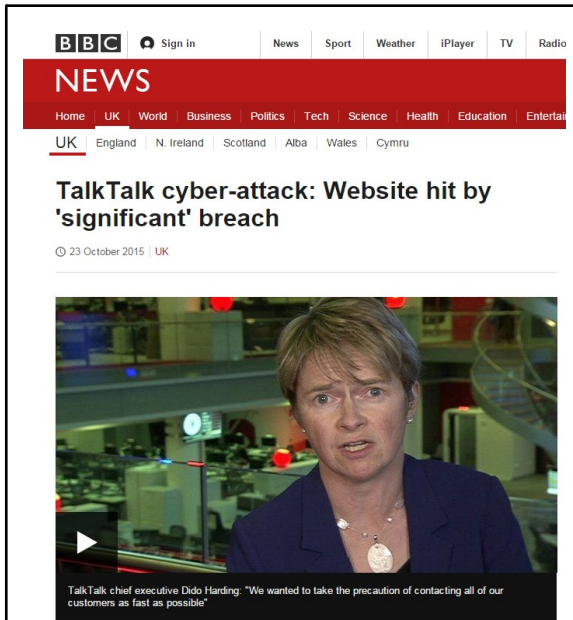 BBC Sign in News Sport Weather iPlayer TV Radio
NEWS
Home UK World Business Politics Tech Science Health Education Entertai
UK England N. Ireland Scotland Alba Wales Cymru
TalkTalk cyber-attack: Website hit by
'significant' breach
23 October 2015 UK
TalkTalk chief executive Dido Harding: "We wanted to take the precaution of contacting all of our
customers as fast as possible"